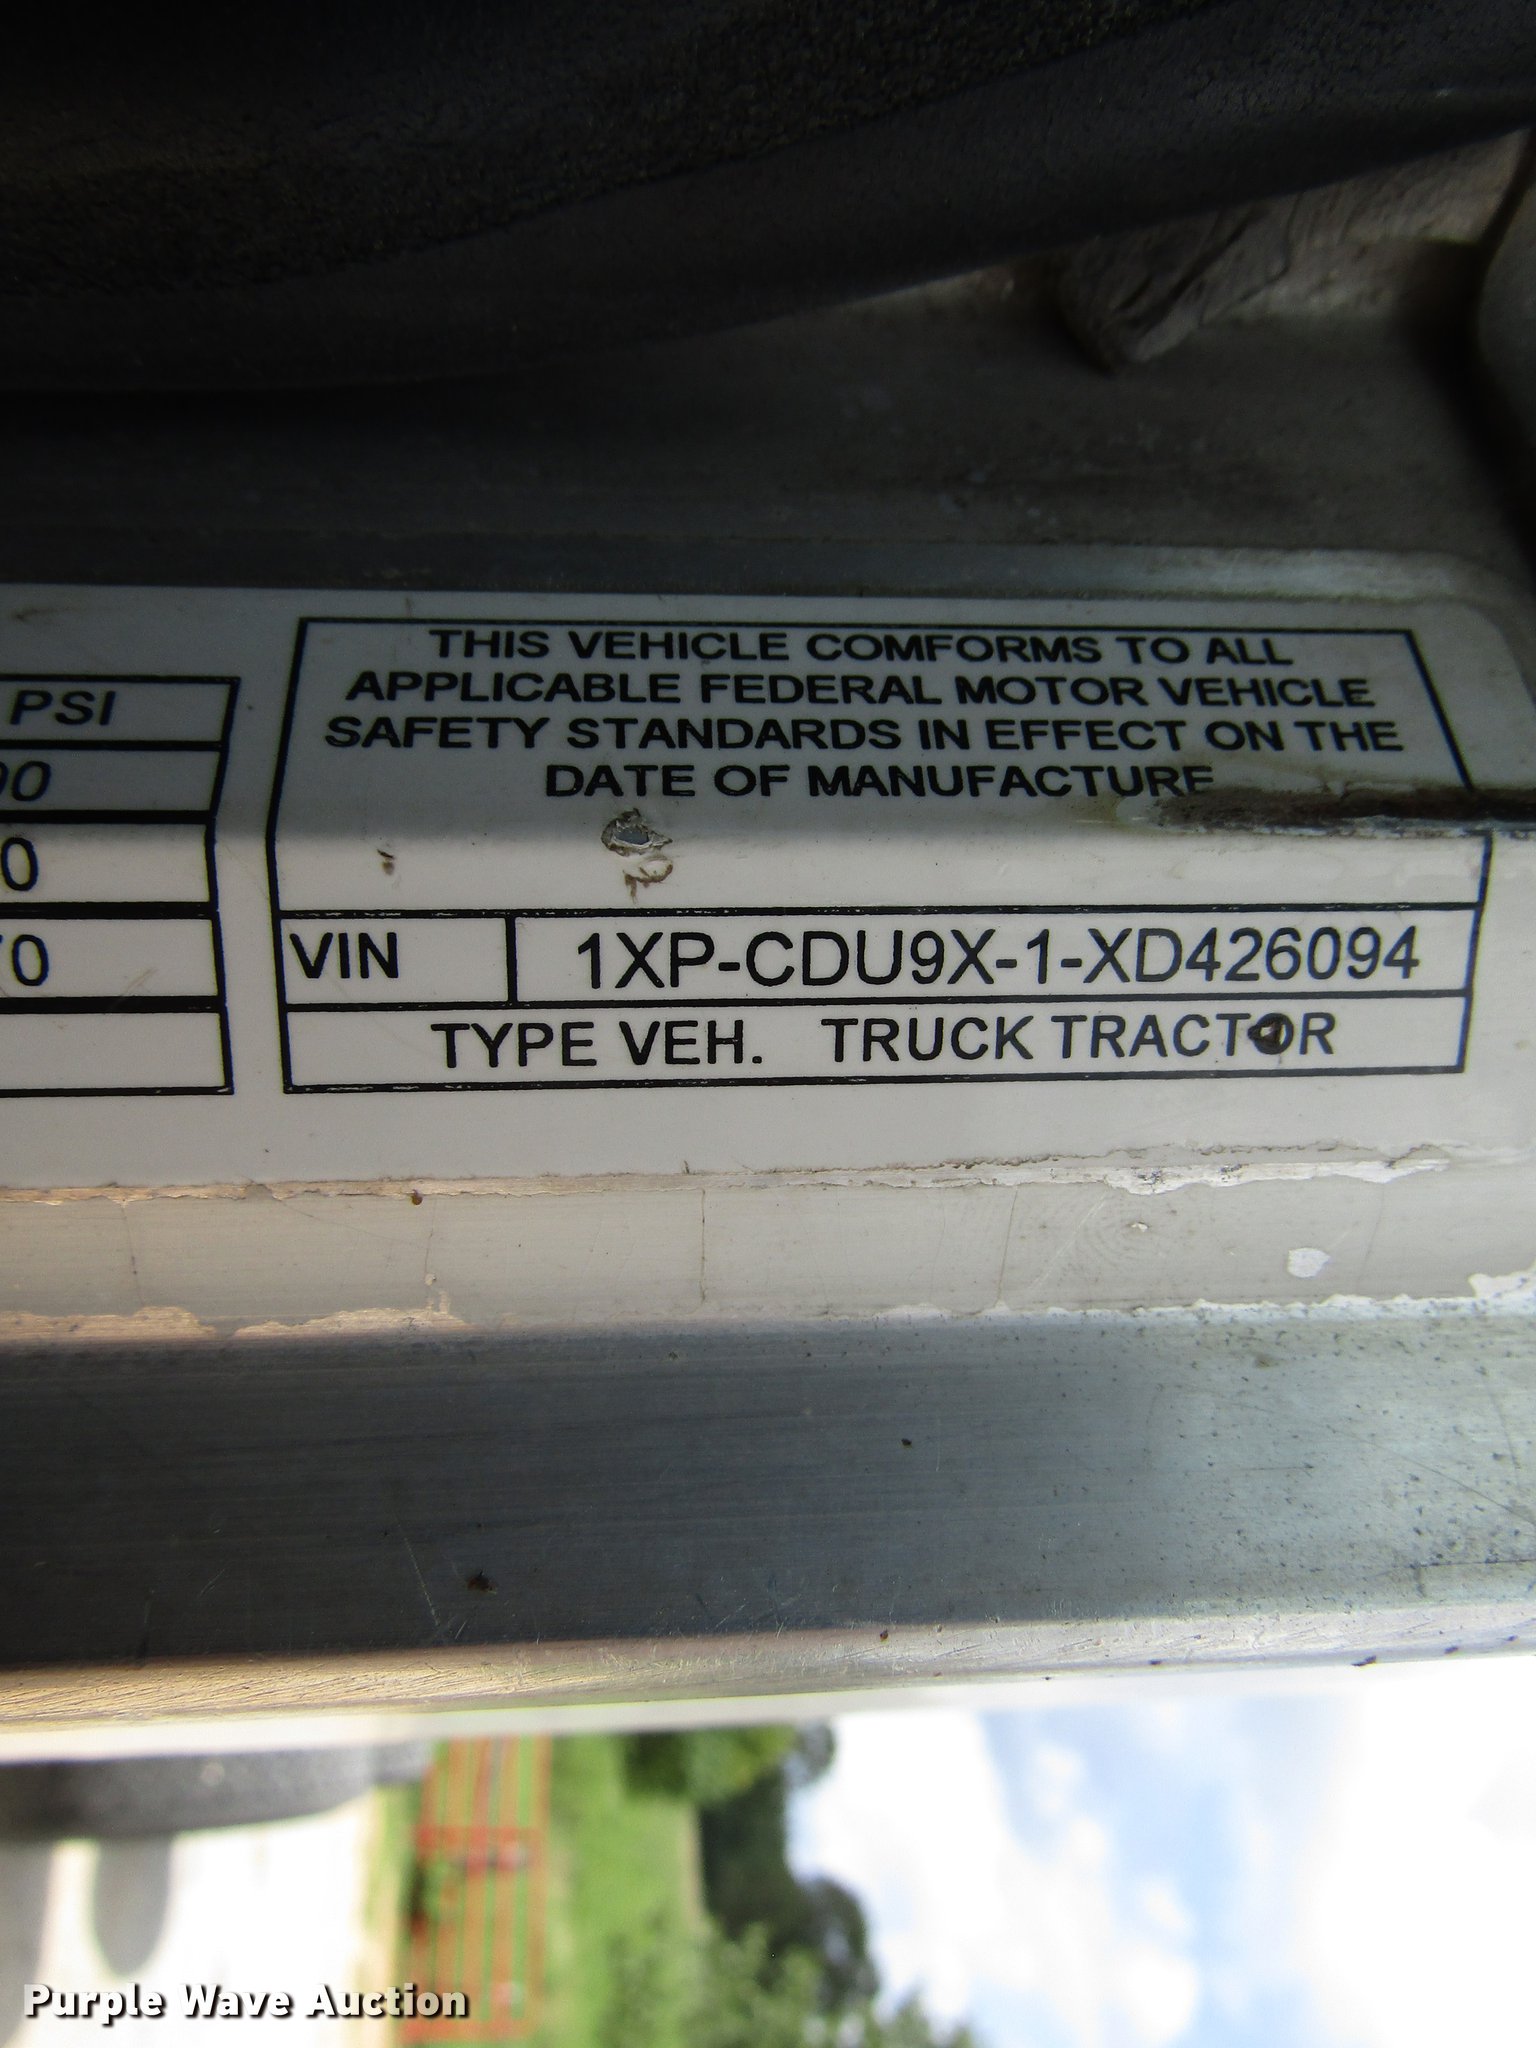 PSI
0
THIS VEHICLE COMFORMS TO ALL
APPLICABLE FEDERAL MOTOR VEHICLE
SAFETY STANDARDS IN EFFECT ON THE
DATE OF MANUFACTURE
VIN 1XP-CDU9X-1-XD426094
TYPE VEH. TRUCK TRACTOR
Purple Wave Auction